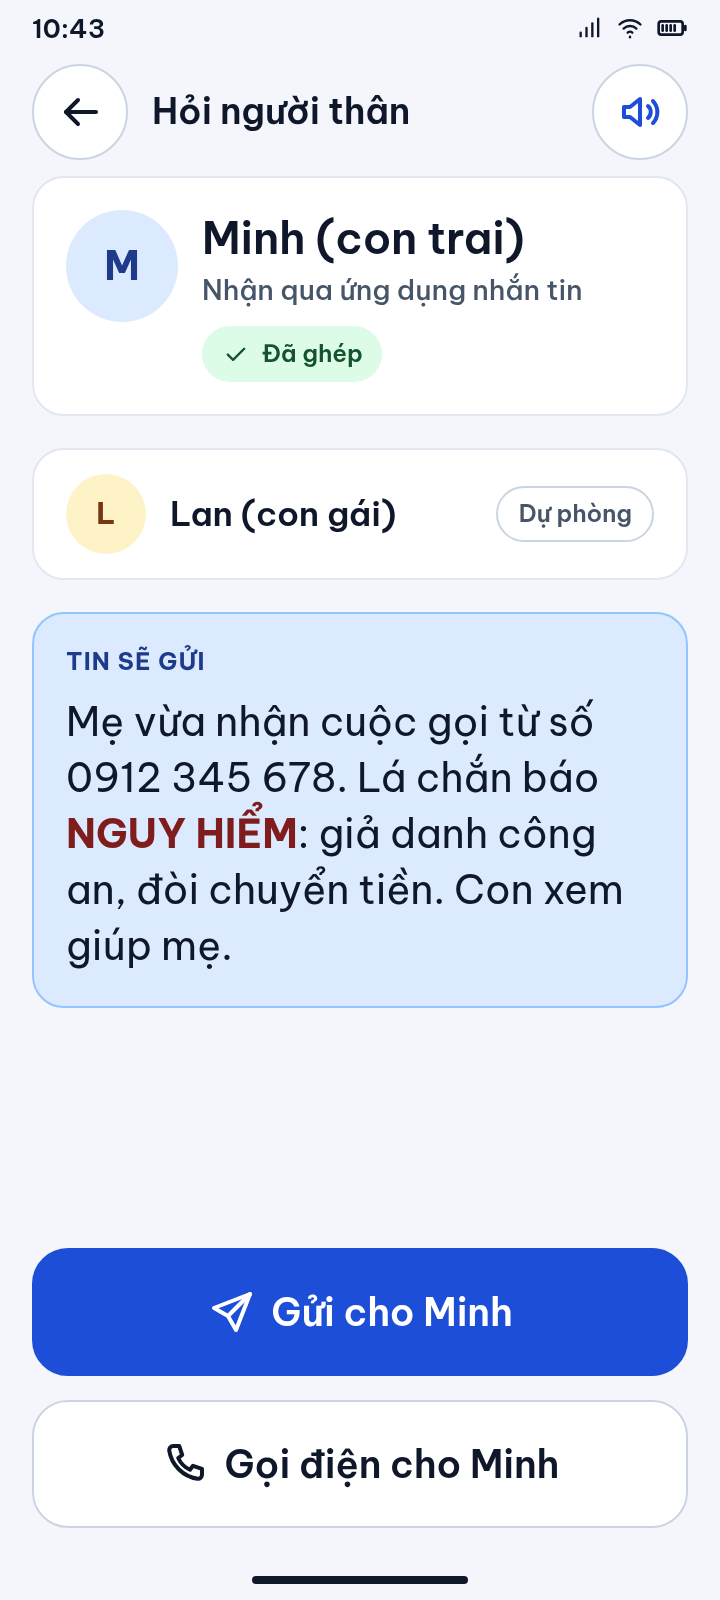 10:43
Hỏi người thân
M
Minh (con trai)
Nhận qua ứng dụng nhắn tin
Đã ghép
L
Lan (con gái)
Dự phòng
TIN SẼ GỬI
Mẹ vừa nhận cuộc gọi từ số
0912 345 678. Lá chắn báo
NGUY HIỂM: giả danh công
an, đòi chuyển tiền. Con xem
giúp mẹ.
Gửi cho Minh
Gọi điện cho Minh